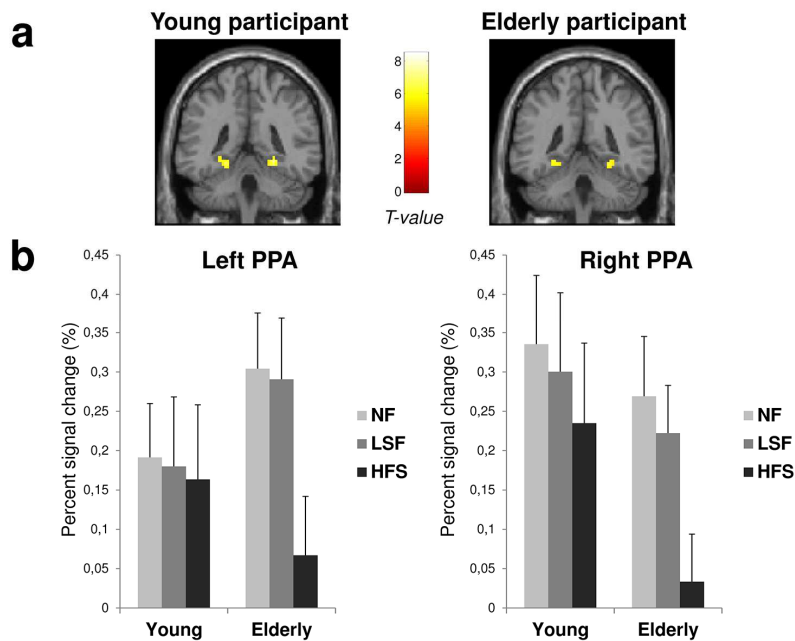 a
Young participant
Elderly participant
8
6
4
2
0
T-value
b
Left PPA
Percent signal change (%)
0,45
0,4
0,35
0,3
0,25
0,2
0,15
0,1
0,05
0
Young
Elderly
NF
LSF
HFS
Right PPA
Percent signal change (%)
0,45
0,4
0,35
0,3
0,25
0,2
0,15
0,1
0,05
0
Young
Elderly
NF
LSF
HFS